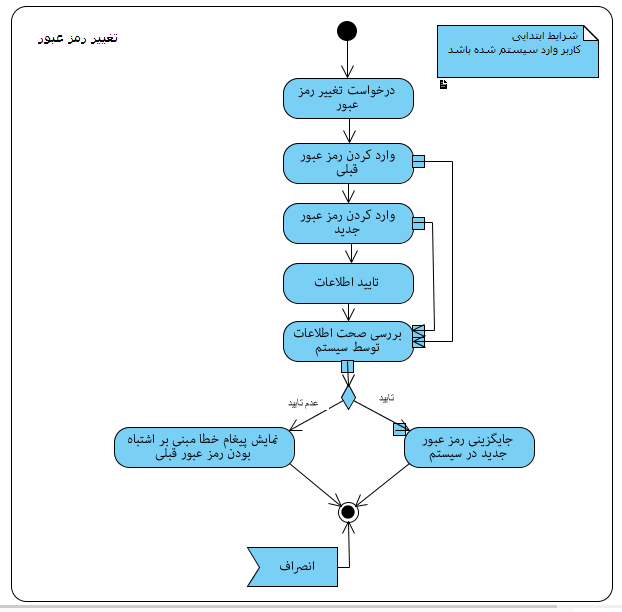 تغییر رمز عبور
شرایط ابتدایی
کاربر وارد سیستم شده باشد
درخواست تغییر رمز
عبور
وارد کردن رمز عبور
قبلی
وارد کردن رمز عبور
جدید
تایید اطلاعات
بررسی صحت اطلاعات
توسط سیستم
تایید
عدم تایید
جایگزینی رمز عبور
جدید در سیستم
نمایش پیغام خطا مبنی بر اشتباه
بودن رمز عبور قبلی
انصراف